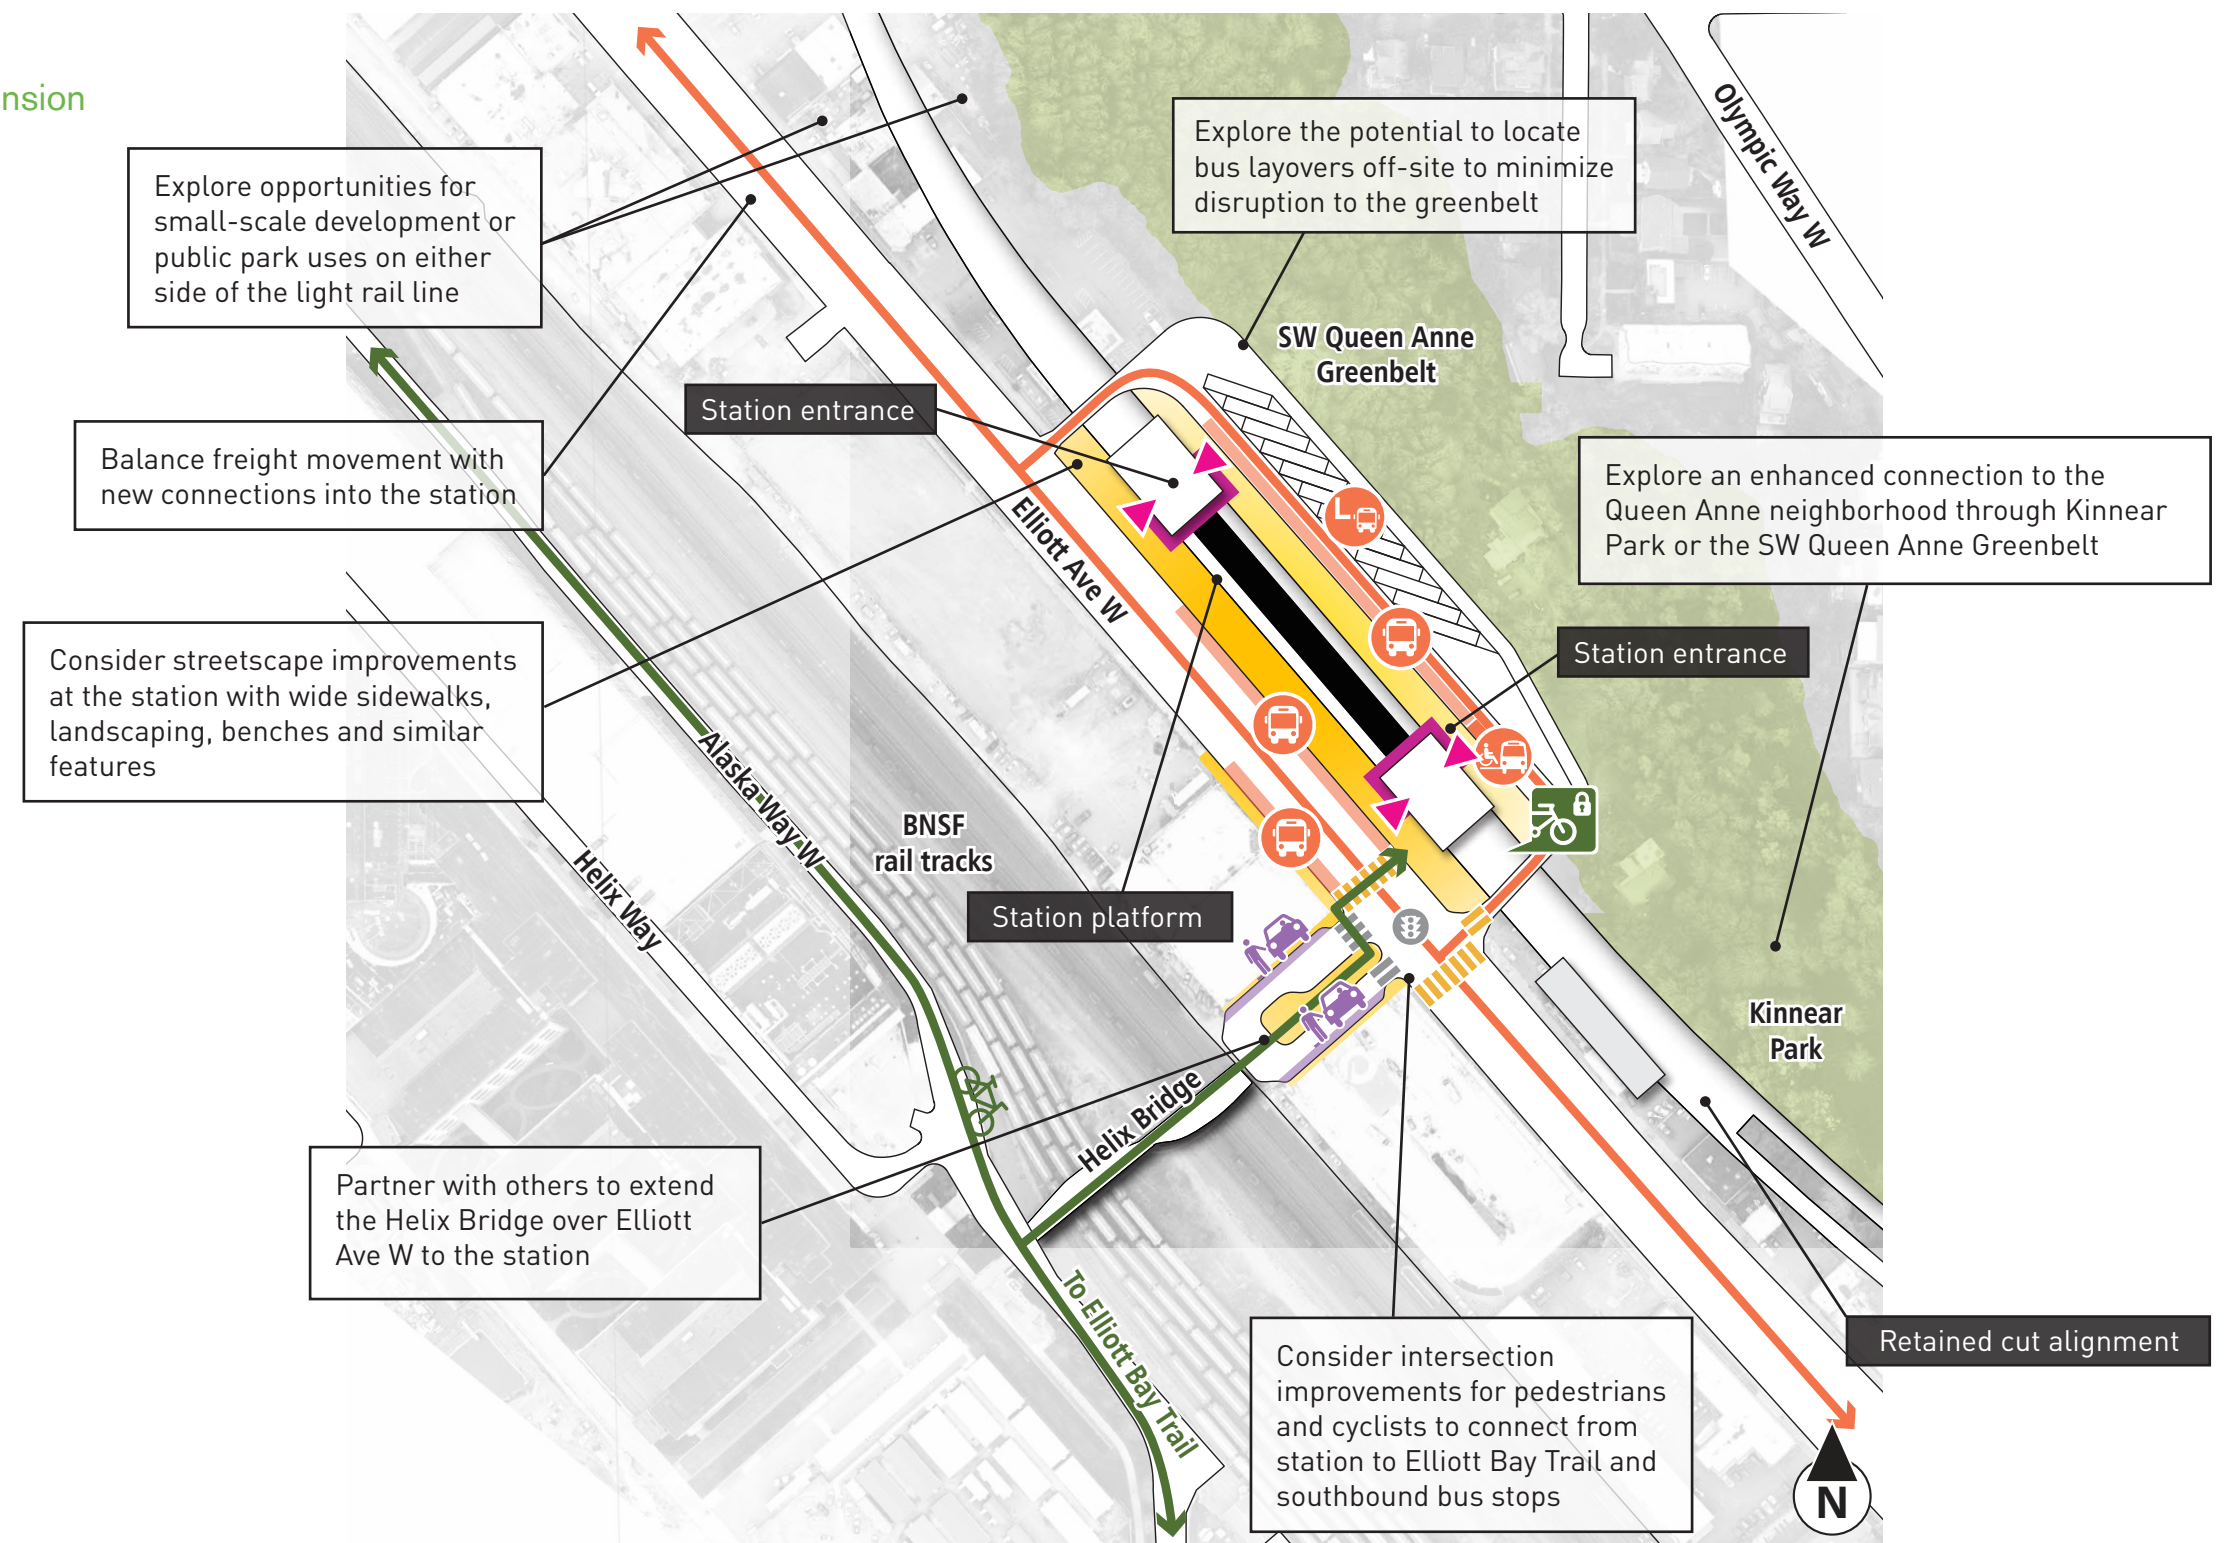 nsion
Explore opportunities for
small-scale development or
public park uses on either
side of the light rail line
Explore the potential to locate
bus layovers off-site to minimize
disruption to the greenbelt
Olympic Way W
SW Queen Anne
Greenbelt
Station entrance
Balance freight movement with
new connections into the station
Explore an enhanced connection to the
Queen Anne neighborhood through Kinnear
Park or the SW Queen Anne Greenbelt
L
Elliott Ave W
Station entrance
Consider streetscape improvements
at the station with wide sidewalks,
landscaping, benches and similar
features
Alaska Way W
BNSF
rail tracks
Helix Way
Station platform
Kinnear
Park
Helix Bridge
Partner with others to extend
the Helix Bridge over Elliott
Ave W to the station
To Elliott Bay Trail
Retained cut alignment
Consider intersection
improvements for pedestrians
and cyclists to connect from
station to Elliott Bay Trail and
southbound bus stops
N